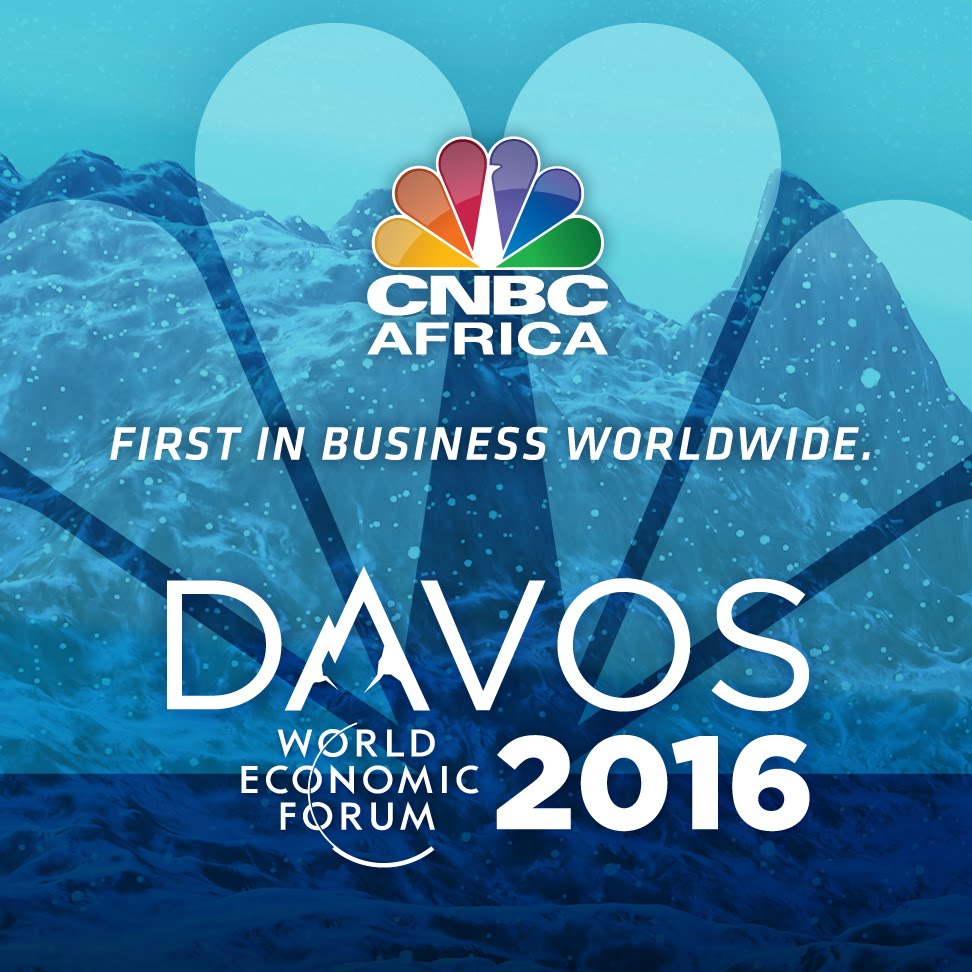 CNBC
AFRICA
FIRST IN BUSINESS WORLDWIDE.
DAVOS
WORLD
ECONOMIC
FORUM
2016